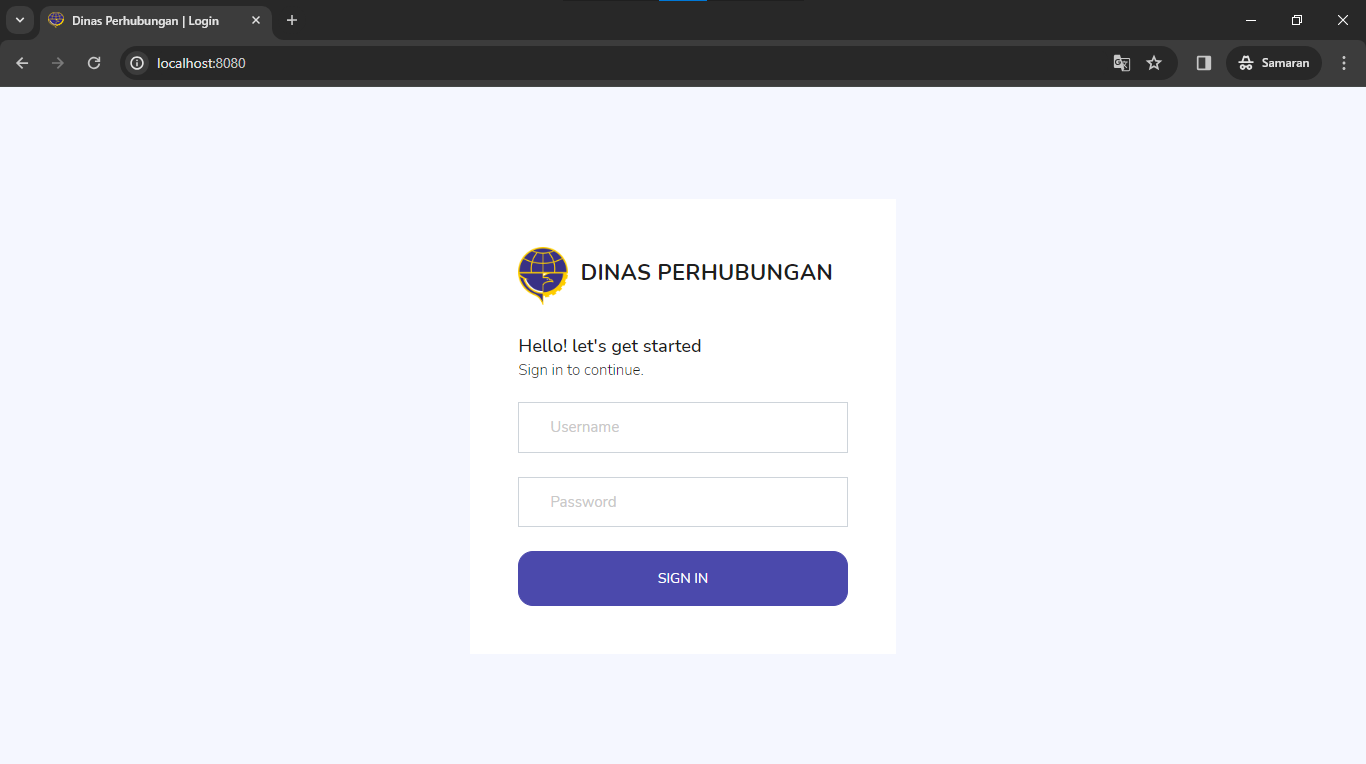 Dinas Perhubungan | Login
localhost:8080
Samaran
DINAS PERHUBUNGAN
Hello! let's get started
Sign in to continue.
Username
Password
SIGN IN